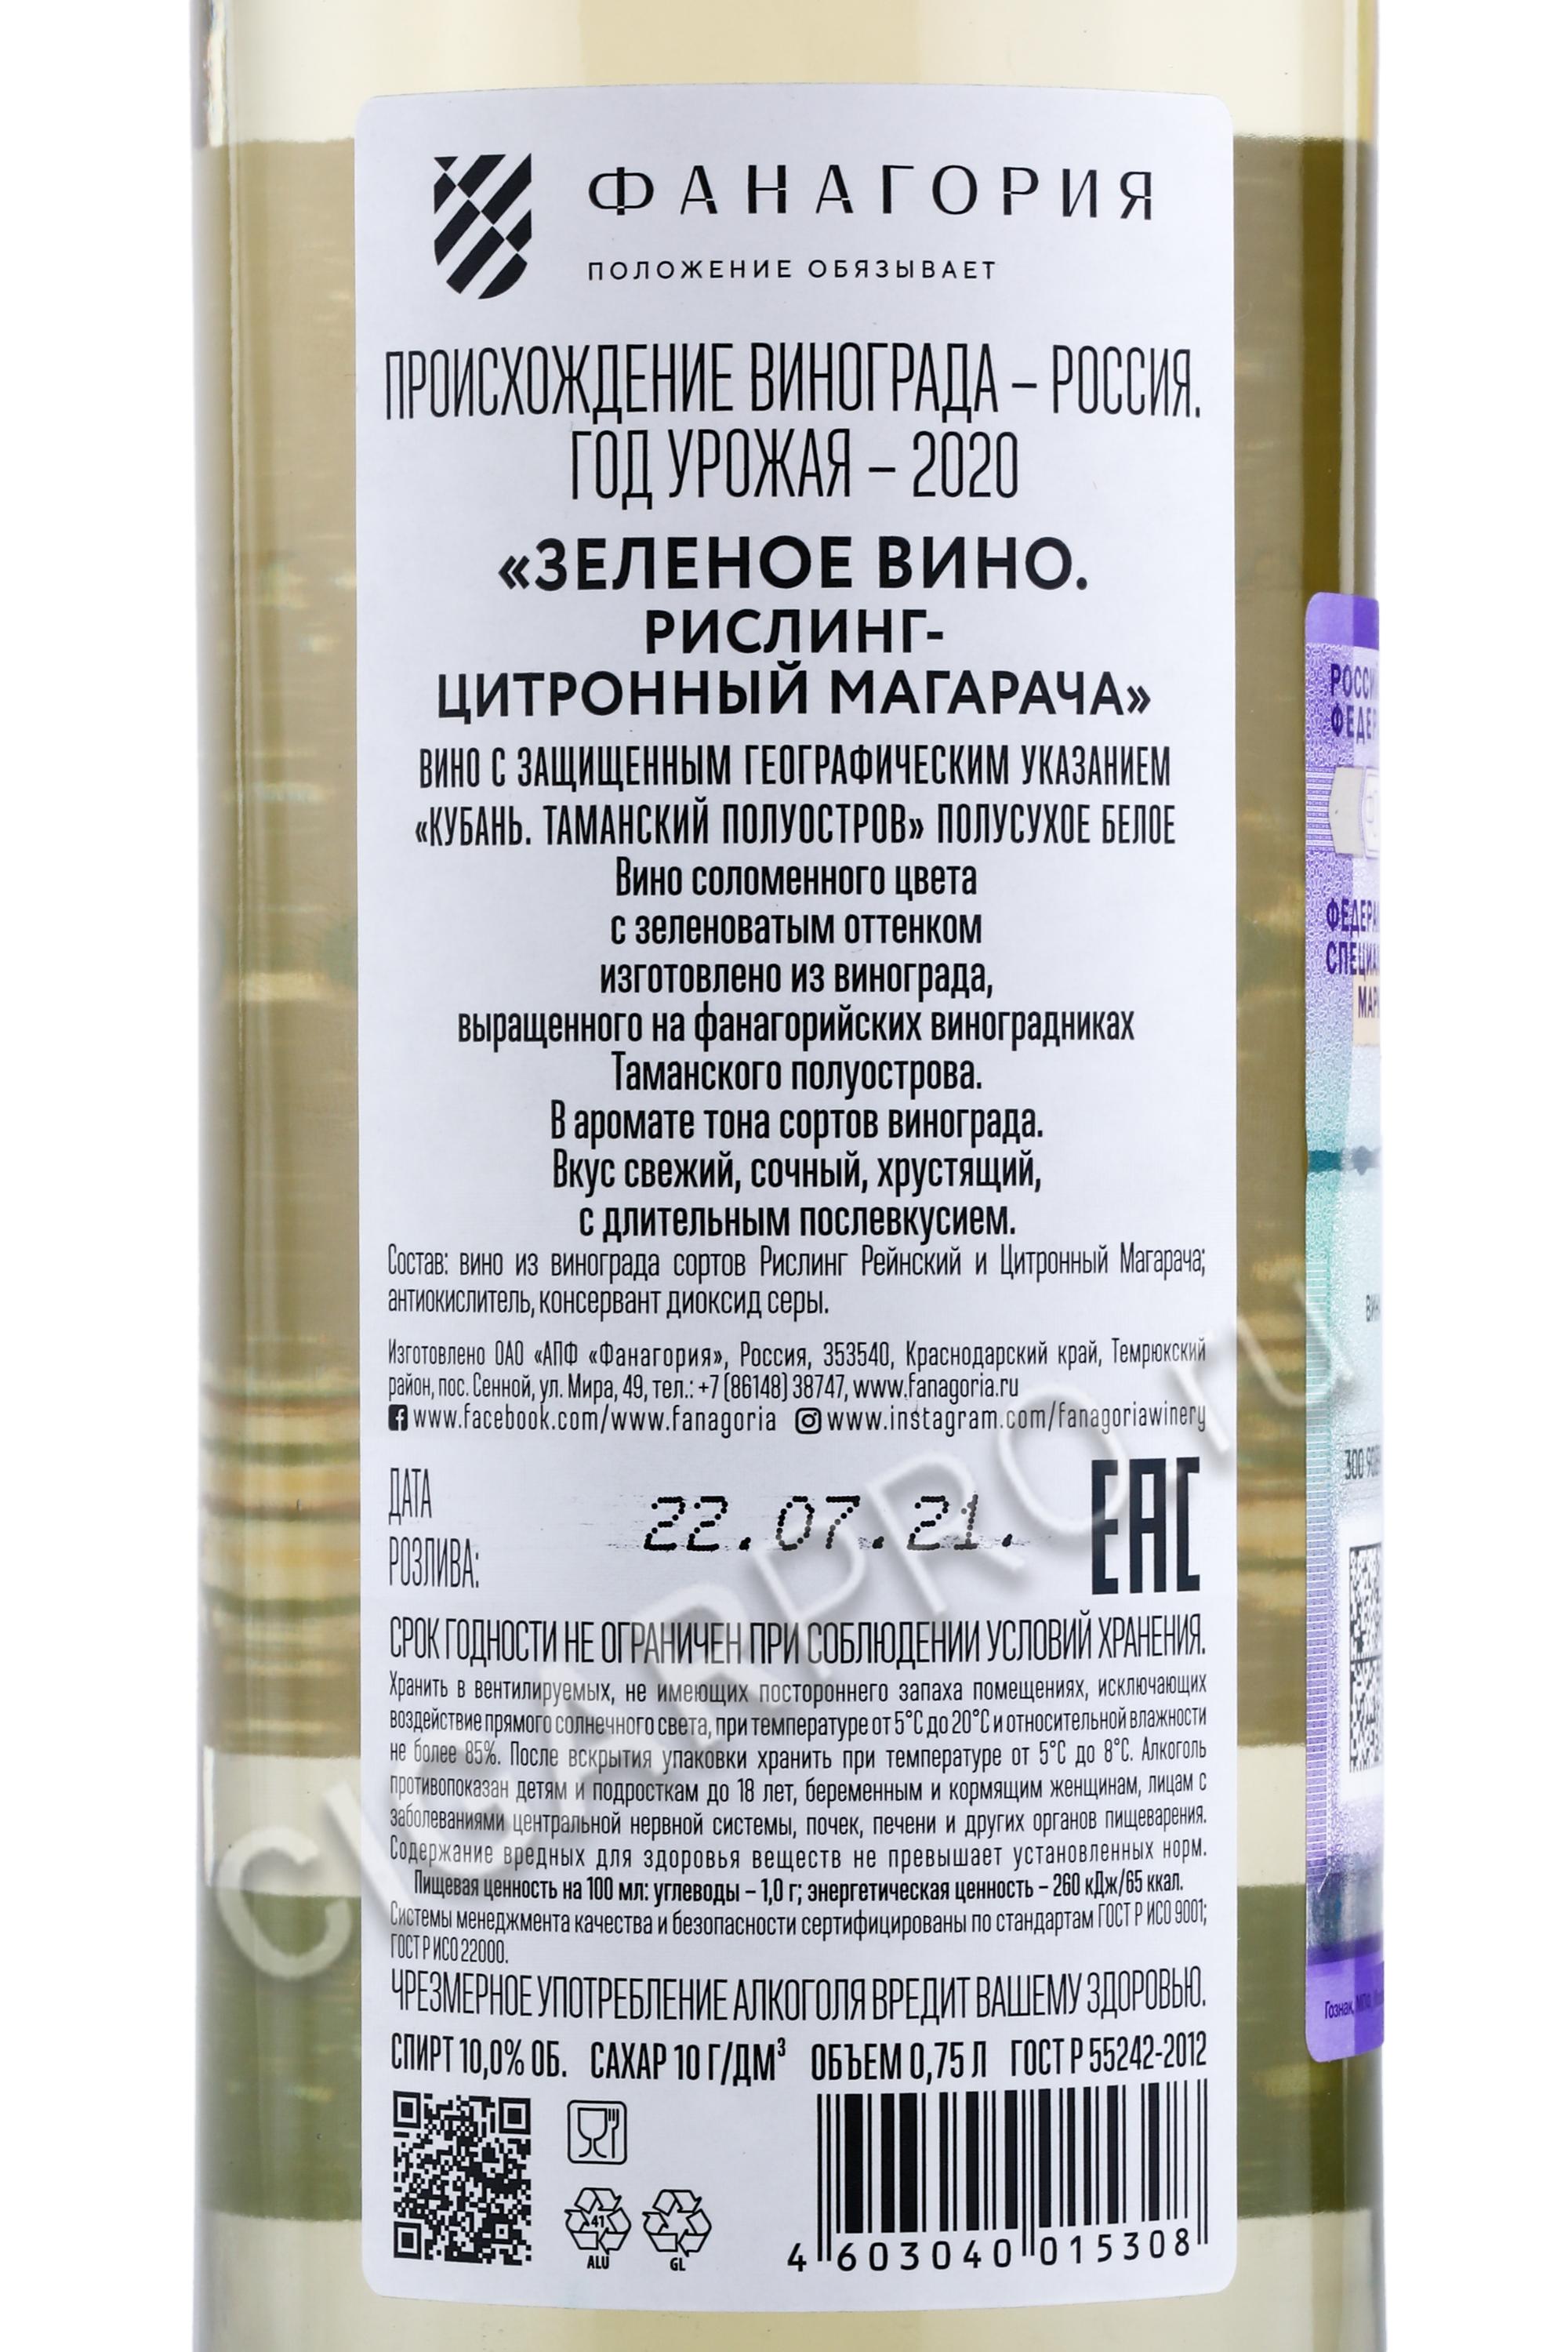 ФАНАГОРИЯ
ПОЛОЖЕНИЕ ОБЯЗЫВАЕТ
ПРОИСХОЖДЕНИЕ ВИНОГРАДА – РОССИЯ.
ГОД УРОЖАЯ – 2020
«ЗЕЛЕНОЕ ВИНО.
РИСЛИНГ-
ЦИТРОННЫЙ МАГАРАЧА»
ВИНО С ЗАЩИЩЕННЫМ ГЕОГРАФИЧЕСКИМ УКАЗАНИЕМ
«КУБАНЬ. ТАМАНСКИЙ ПОЛУОСТРОВ» ПОЛУСУХОЕ БЕЛОЕ
Вино соломенного цвета
с зеленоватым оттенком
изготовлено из винограда,
выращенного на фанагорийских виноградниках
Таманского полуострова.
В аромате тона сортов винограда.
Вкус свежий, сочный, хрустящий,
с длительным послевкусием.
Состав: вино из винограда сортов Рислинг Рейнский и Цитронный Магарача;
антиокислитель, консервант диоксид серы.
Изготовлено ОАО «АПФ «Фанагория», Россия, 353540, Краснодарский край, Темрюкский
район, пос. Сенной, ул. Мира, 49, тел.: +7 (86148) 38747, www.fanagoria.ru
www.facebook.com/www.fanagoria www.instagram.com/fanagoriawinery
ДАТА
РОЗЛИВА:
22.07.21.
EAC
СРОК ГОДНОСТИ НЕ ОГРАНИЧЕН ПРИ СОБЛЮДЕНИИ УСЛОВИЙ ХРАНЕНИЯ.
Хранить в вентилируемых, не имеющих постороннего запаха помещениях, исключающих
воздействие прямого солнечного света, при температуре от 5°С до 20°С и относительной влажности
не более 85%. После вскрытия упаковки хранить при температуре от 5°С до 8°С. Алкоголь
противопоказан детям и подросткам до 18 лет, беременным и кормящим женщинам, лицам с
заболеваниями центральной нервной системы, почек, печени и других органов пищеварения.
Содержание вредных для здоровья веществ не превышает установленных норм.
Пищевая ценность на 100 мл: углеводы – 1,0 г; энергетическая ценность – 260 кДж/65 ккал.
Системы менеджмента качества и безопасности сертифицированы по стандартам ГОСТ Р ИСО 9001;
ГОСТ Р ИСО 22000.
ЧРЕЗМЕРНОЕ УПОТРЕБЛЕНИЕ АЛКОГОЛЯ ВРЕДИТ ВАШЕМУ ЗДОРОВЬЮ.
СПИРТ 10,0% ОБ. САХАР 10 Г/ДМ³ ОБЪЕМ 0,75 Л ГОСТ Р 55242-2012
41
ALU
GL
4 603040 015308
CIGARPRO.ru